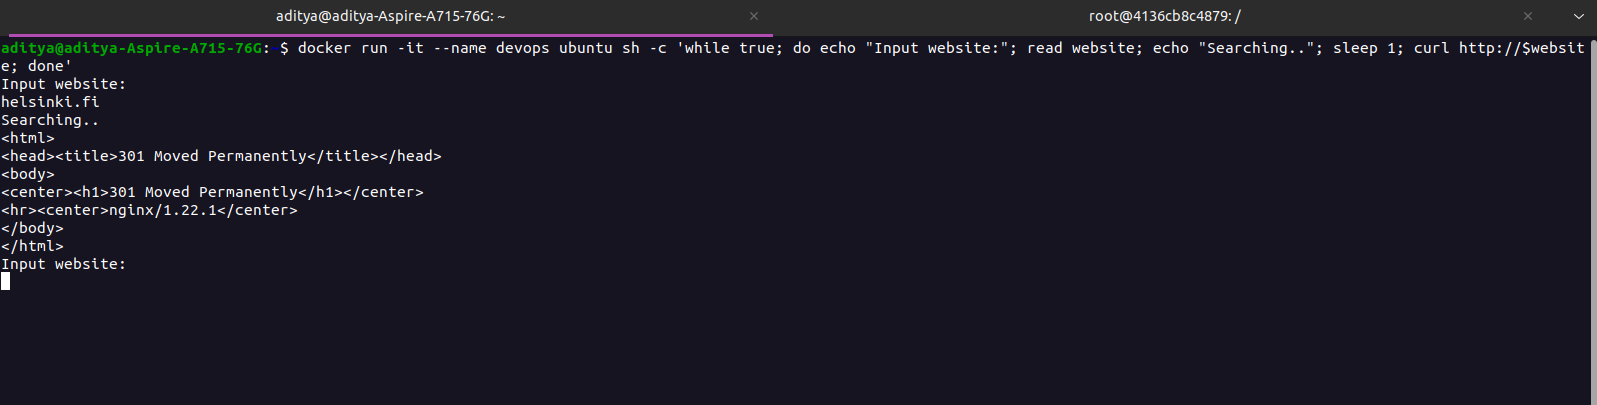 aditya@aditya-Aspire-A715-76G: ~
root@4136cb8c4879: /
aditya@aditya-Aspire-A715-76G:~$ docker run -it --name devops ubuntu sh -c 'while true; do echo "Input website:"; read website; echo "Searching.."; sleep 1; curl http://$websit
e; done'
Input website:
helsinki.fi
Searching..
<html>
<head><title>301 Moved Permanently</title></head>
<body>
<center><h1>301 Moved Permanently</h1></center>
<hr><center>nginx/1.22.1</center>
</body>
</html>
Input website: